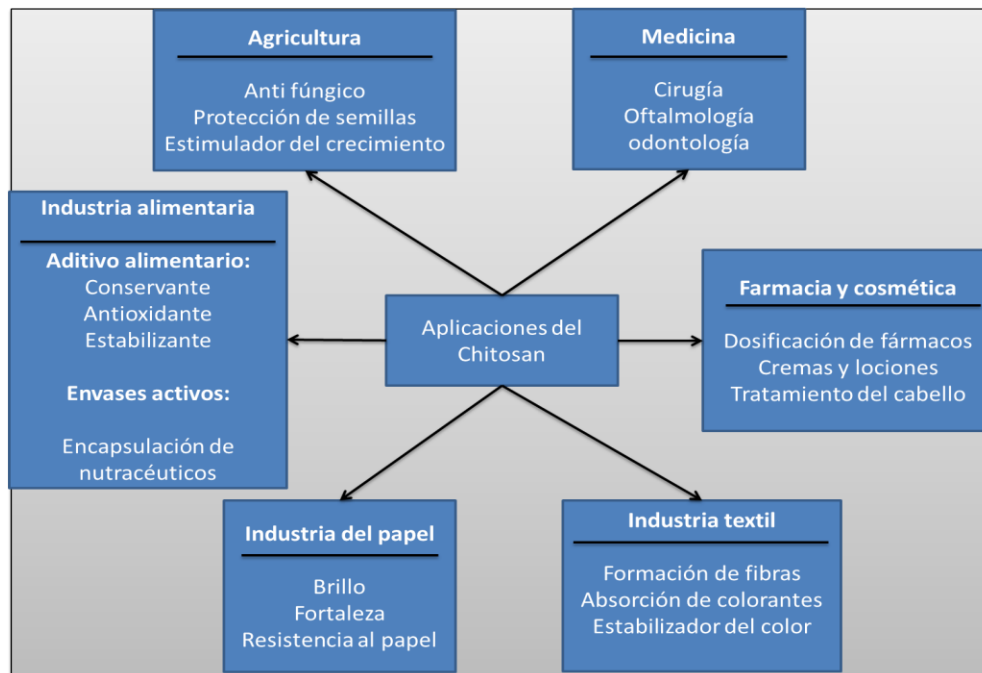 Agricultura
Anti fúngico
Protección de semillas
Estimulador del crecimiento
Medicina
Cirugía
Oftalmología
odontología
Industria alimentaria
Aditivo alimentario:
Conservante
Antioxidante
Estabilizante
Envases activos:
Encapsulación de
nutracéuticos
Aplicaciones del
Chitosan
Farmacia y cosmética
Dosificación de fármacos
Cremas y lociones
Tratamiento del cabello
Industria del papel
Brillo
Fortaleza
Resistencia al papel
Industria textil
Formación de fibras
Absorción de colorantes
Estabilizador del color